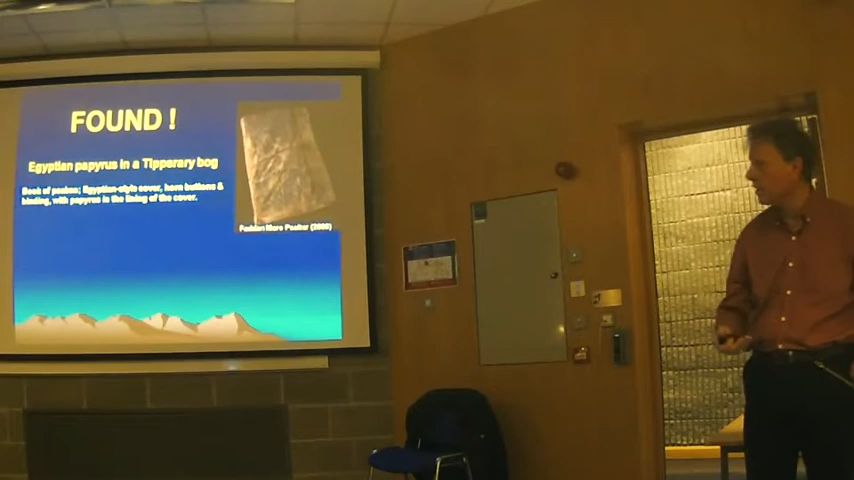 FOUND !
Egyptian papyrus in a Tipperary bog
Book of psalms; Egyptian-style cover, horn buttons &
binding, with papyrus in the lining of the cover.
Faddan More Psalter (2006)